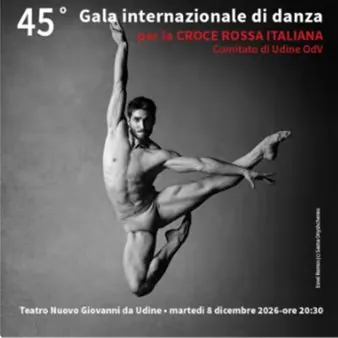 45° Gala internazionale di danza
per la CROCE ROSSA ITALIANA
Comitato di Udine OdV
Teatro Nuovo Giovanni da Udine • martedì 8 dicembre 2026-ore 20:30